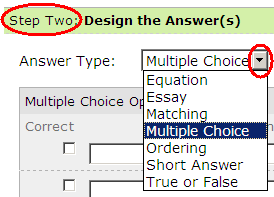 Step Two: Design the Answer(s)
Answer Type: Multiple Choice
Equation
Essay
Matching
Multiple Choice
Ordering
Short Answer
True or False
Multiple Choice Op
Correct